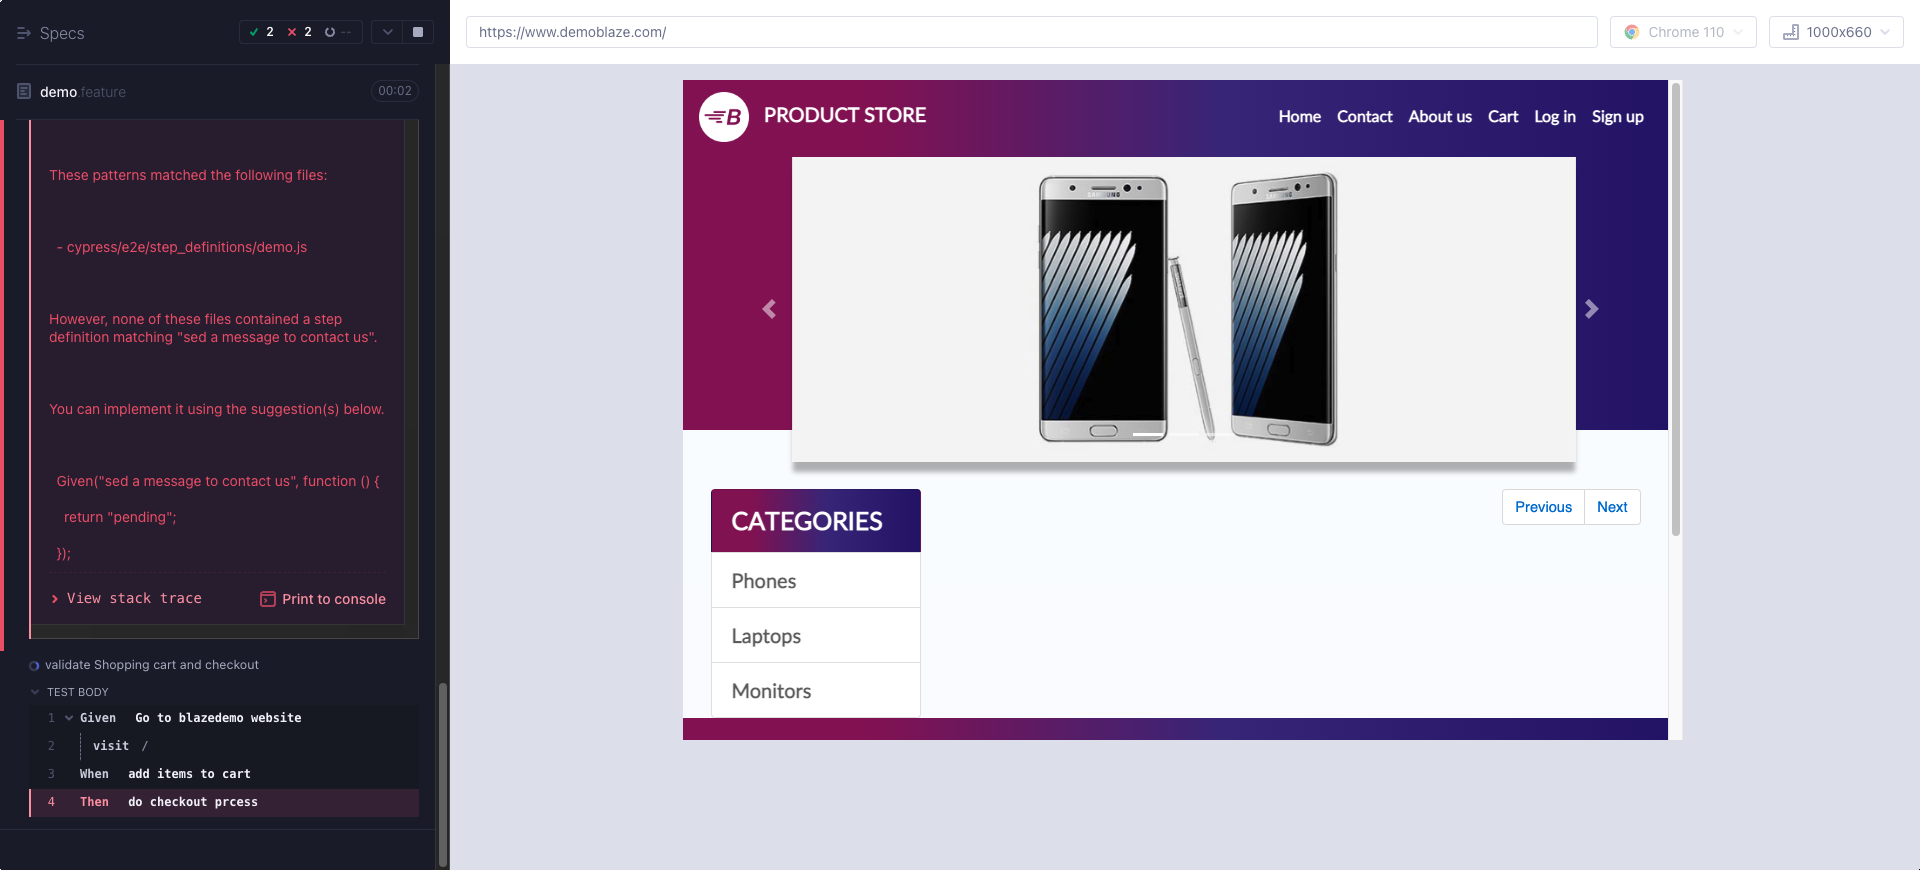 Specs
2 2 --
demo.feature
00:02
These patterns matched the following files:
- cypress/e2e/step_definitions/demo.js
However, none of these files contained a step
definition matching "sed a message to contact us".
You can implement it using the suggestion(s) below.
Given("sed a message to contact us", function () {
return "pending";
});
View stack trace
Print to console
validate Shopping cart and checkout
TEST BODY
1 Given Go to blazedemo website
2 visit /
3 When add items to cart
4 Then do checkout prcess
https://www.demoblaze.com/
Chrome 110
1000x660
B PRODUCT STORE
Home Contact About us Cart Log in Sign up
SAMSUNG
SAMSUNG
CATEGORIES
Phones
Laptops
Monitors
Previous Next